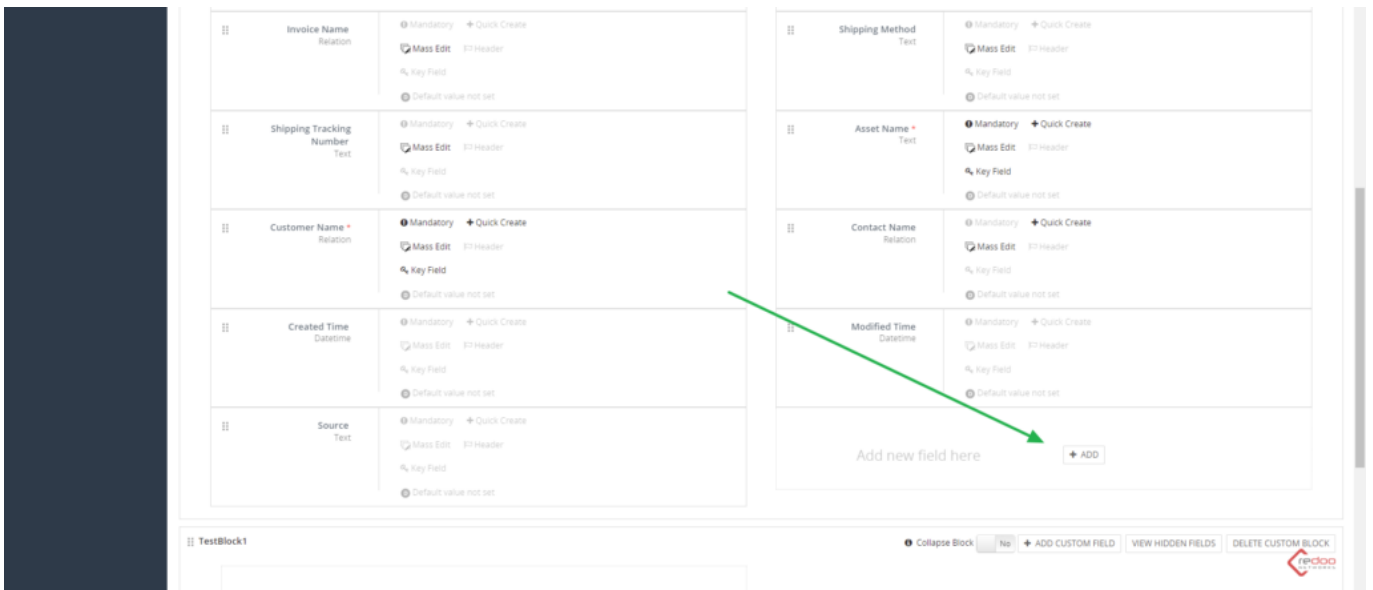 Invoice Name
Relation
Mandatory Quick Create
Mass Edit Header
Key Field
Default value not set
Shipping Method
Text
Mandatory Quick Create
Mass Edit Header
Key Field
Default value not set
Shipping Tracking
Number
Text
Mandatory Quick Create
Mass Edit Header
Key Field
Default value not set
Asset Name *
Text
Mandatory Quick Create
Mass Edit Header
Key Field
Default value not set
Customer Name *
Relation
Mandatory Quick Create
Mass Edit Header
Key Field
Default value not set
Contact Name
Relation
Mandatory Quick Create
Mass Edit Header
Key Field
Default value not set
Created Time
Datetime
Mandatory Quick Create
Mass Edit Header
Key Field
Default value not set
Modified Time
Datetime
Mandatory Quick Create
Mass Edit Header
Key Field
Default value not set
Source
Text
Mandatory Quick Create
Mass Edit Header
Key Field
Default value not set
Add new field here + ADD
TestBlock1 Collapse Block No + ADD CUSTOM FIELD VIEW HIDDEN FIELDS DELETE CUSTOM BLOCK
redoo
NETWORKS